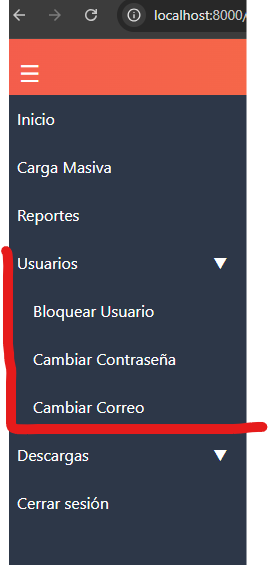 localhost:8000/
Inicio
Carga Masiva
Reportes
Usuarios ▼
Bloquear Usuario
Cambiar Contraseña
Cambiar Correo
Descargas ▼
Cerrar sesión